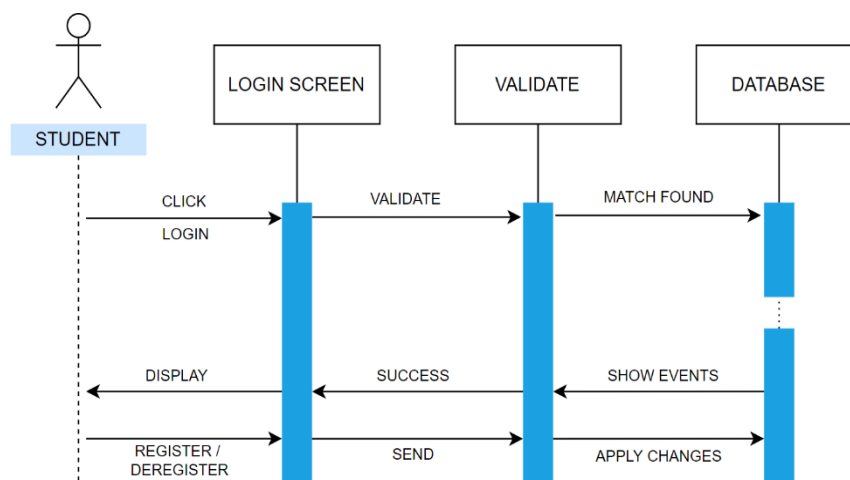 LOGIN SCREEN
VALIDATE
DATABASE
STUDENT
CLICK
LOGIN
VALIDATE
MATCH FOUND
DISPLAY
SUCCESS
SHOW EVENTS
REGISTER /
DEREGISTER
SEND
APPLY CHANGES